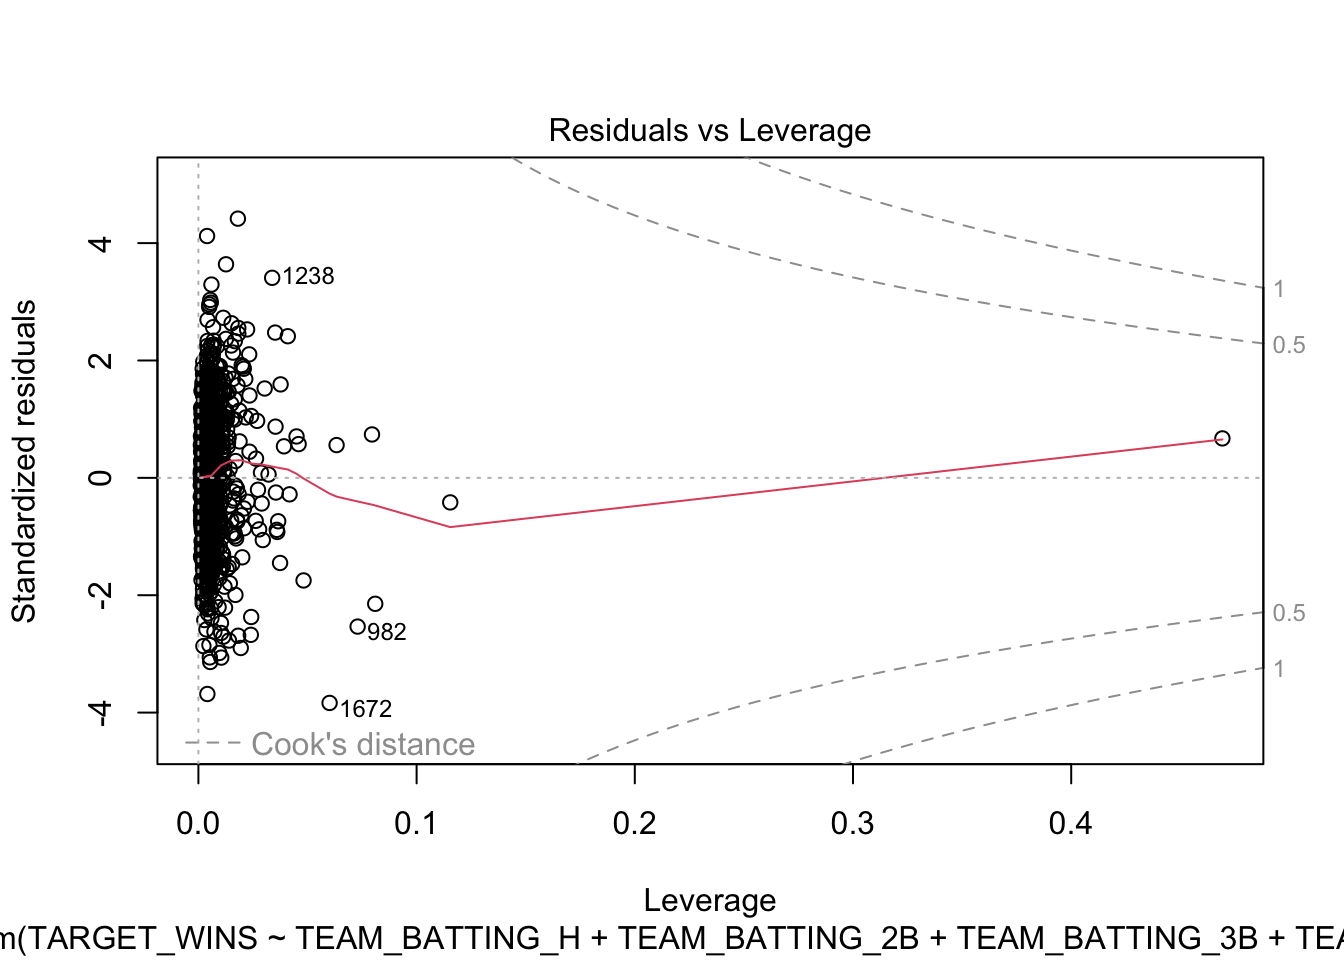 Residuals vs Leverage
Standardized residuals
4
2
0
-2
-4
1238
982
1672
1
0.5
0.5
1
Cook's distance
0.0 0.1 0.2 0.3 0.4
Leverage
m(TARGET_WINS ~ TEAM_BATTING_H + TEAM_BATTING_2B + TEAM_BATTING_3B + TEA